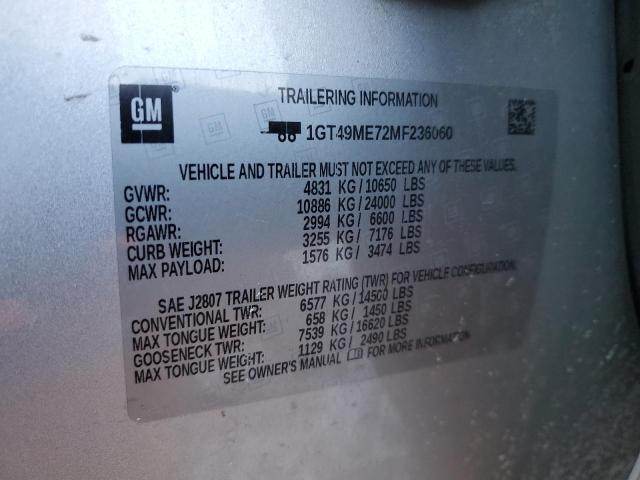 GM
TRAILERING INFORMATION
1GT49ME72MF236060
VEHICLE AND TRAILER MUST NOT EXCEED ANY OF THESE VALUES.
GVWR: 4831 KG/10650 LBS
GCWR: 10886 KG/24000 LBS
RGAWR: 2994 KG/ 6600 LBS
CURB WEIGHT: 3255 KG/ 7176 LBS
MAX PAYLOAD: 1576 KG/ 3474 LBS
SAE J2807 TRAILER WEIGHT RATING (TWR) FOR VEHICLE CONFIGURATION.
CONVENTIONAL TWR: 6577 KG/14500 LBS
MAX TONGUE WEIGHT: 658 KG/ 1450 LBS
GOOSENECK TWR: 7539 KG/16620 LBS
MAX TONGUE WEIGHT: 1129 KG/ 2490 LBS
SEE OWNER'S MANUAL FOR MORE INFORMATION